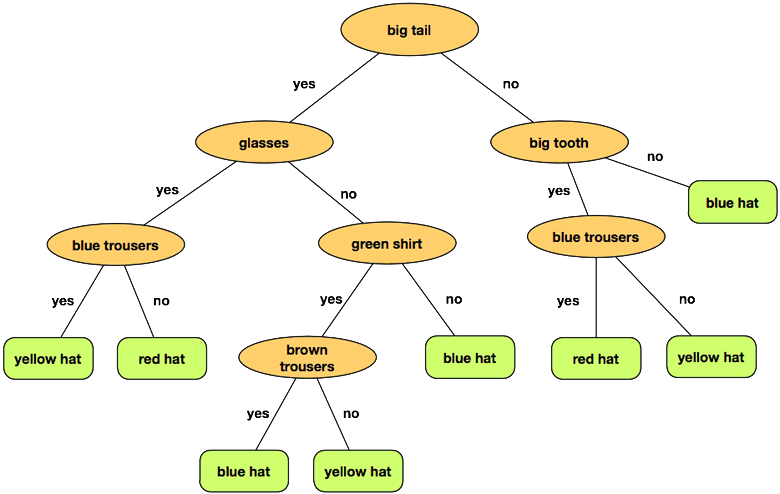 big tail
yes
no
glasses
big tooth
no
yes
no
yes
blue hat
blue trousers
green shirt
blue trousers
yes
no
yes
no
yes
no
yellow hat
red hat
brown
trousers
blue hat
red hat
yellow hat
yes
no
blue hat
yellow hat